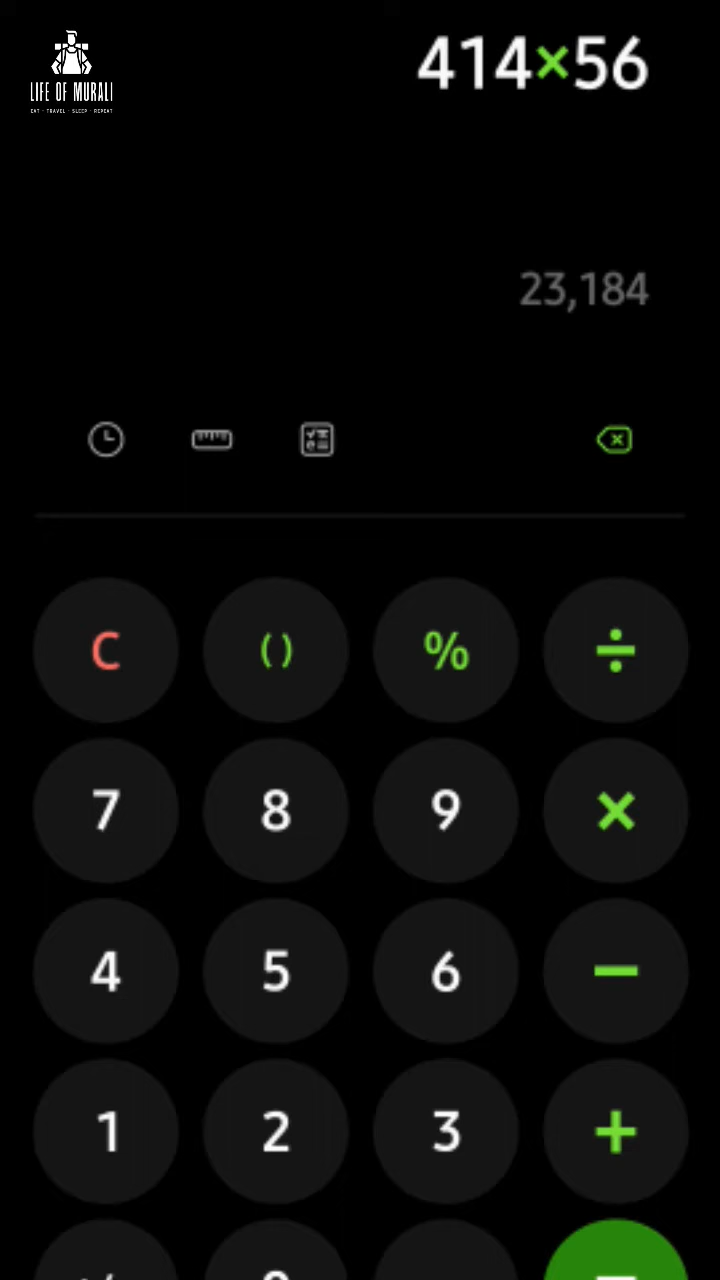 414×56
LIFE OF MURALI
EAT - TRAVEL - SLEEP - REPEAT
23,184
C ( ) % ÷
7 8 9 ×
4 5 6 −
1 2 3 +